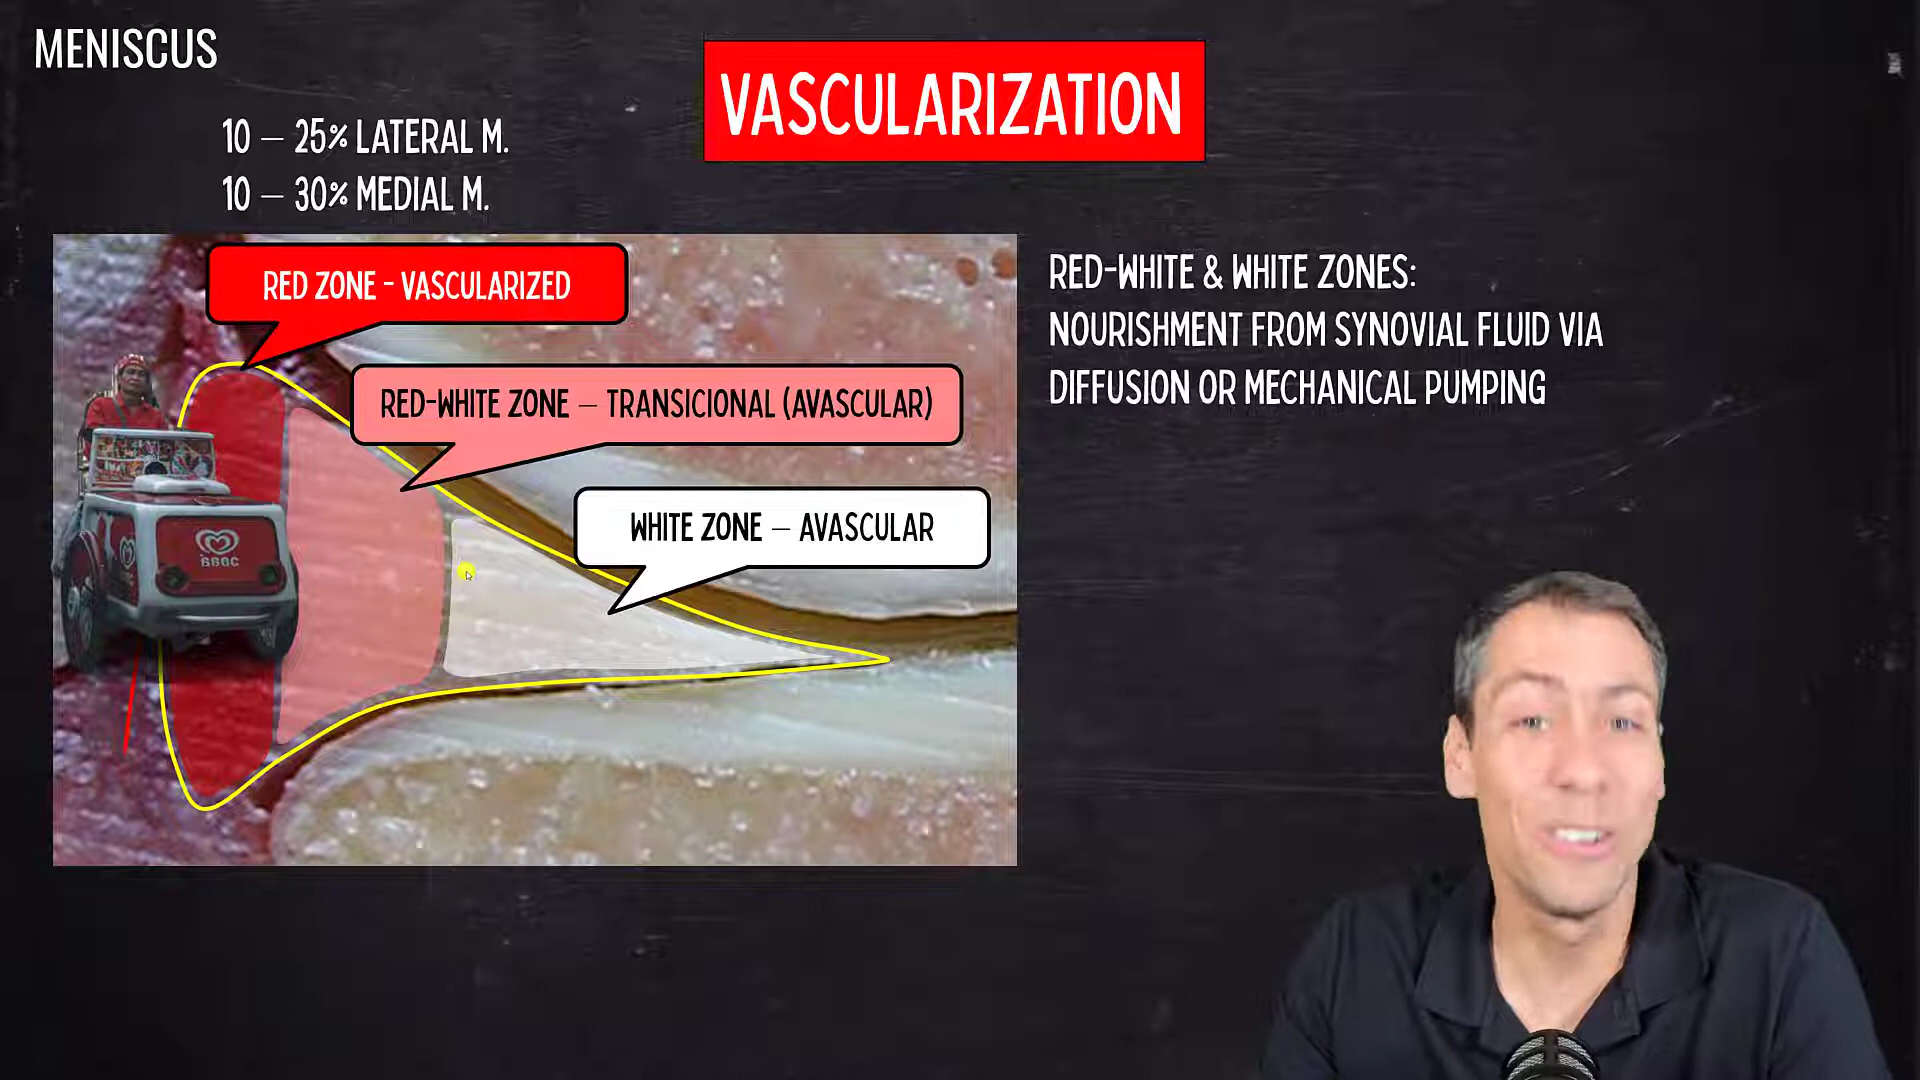 MENISCUS
VASCULARIZATION
10 – 25% LATERAL M.
10 – 30% MEDIAL M.
RED ZONE - VASCULARIZED
RED-WHITE ZONE – TRANSICIONAL (AVASCULAR)
WHITE ZONE – AVASCULAR
RED-WHITE & WHITE ZONES:
NOURISHMENT FROM SYNOVIAL FLUID VIA
DIFFUSION OR MECHANICAL PUMPING